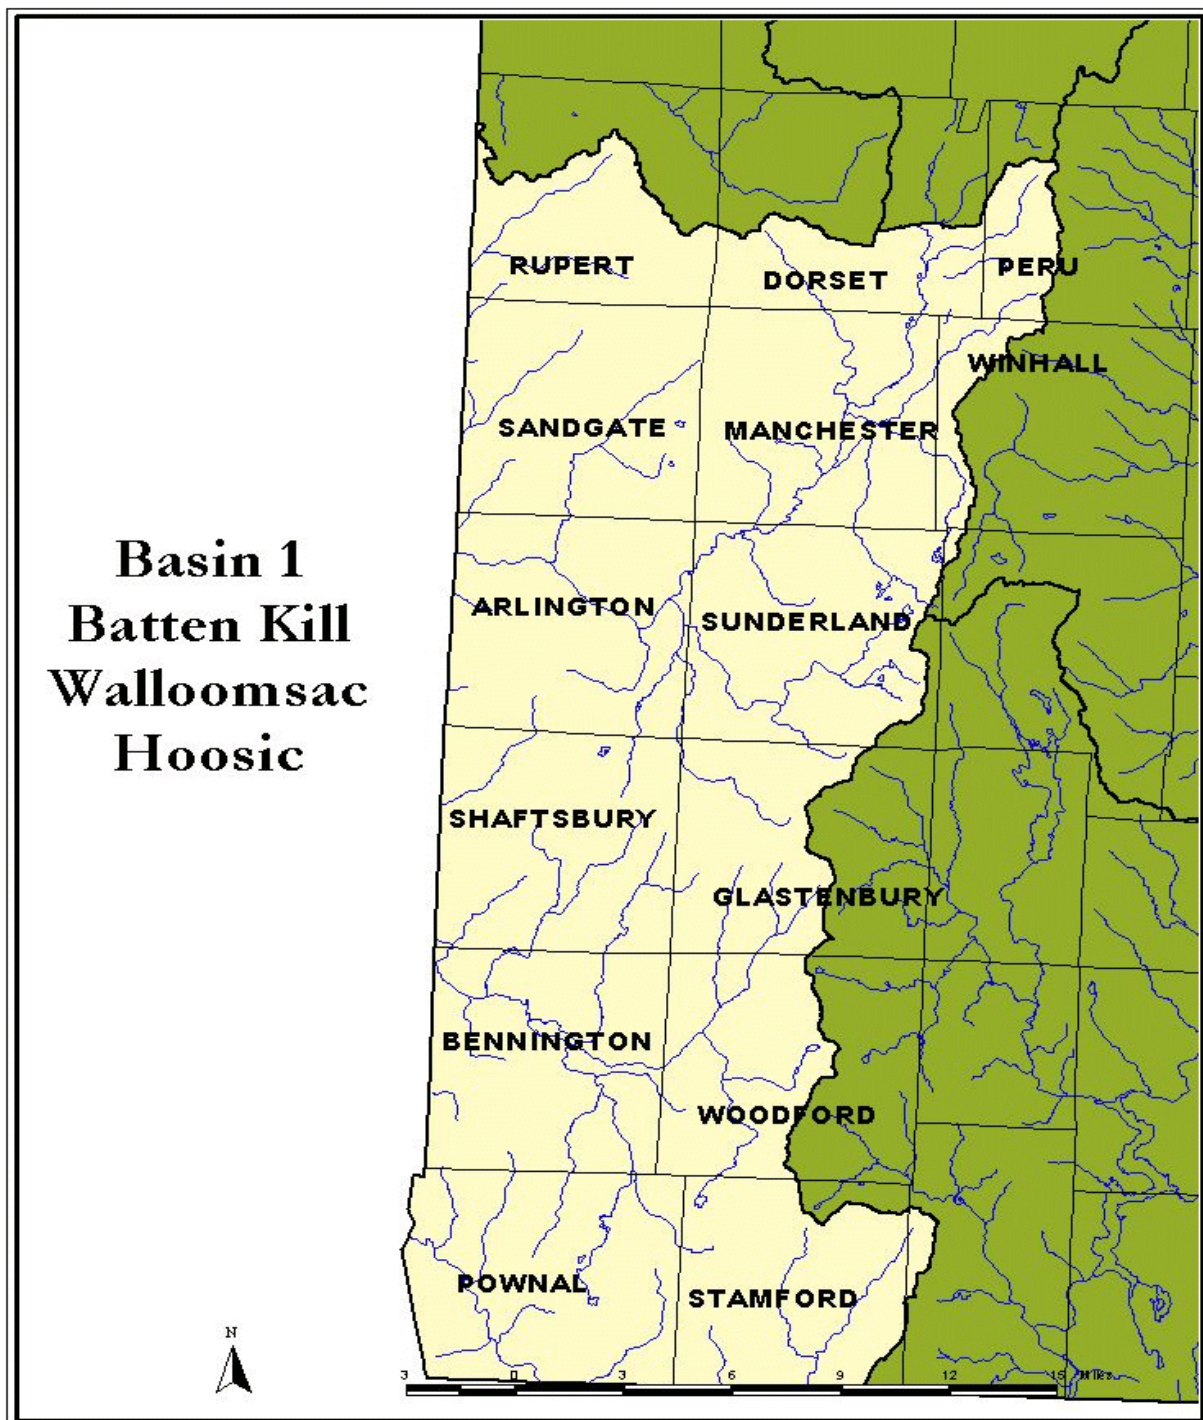 RUPERT
DORSET
PERU
WINHALL
SANDGATE
MANCHESTER
Basin 1
Batten Kill
Walloomsac
Hoosic
ARLINGTON
SUNDERLAND
SHAFTSBURY
GLASTENBURY
BENNINGTON
WOODFORD
POWNAL
STAMFORD
N
3 0 3 6 9 12 15 Miles